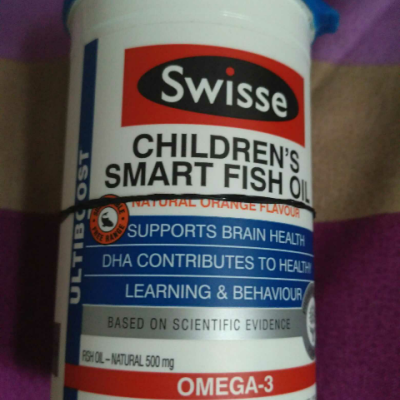 Swisse
CHILDREN'S
SMART FISH OIL
NATURAL ORANGE FLAVOUR
ULTIBOOST
SUPPORTS BRAIN HEALTH
DHA CONTRIBUTES TO HEALTHY
LEARNING & BEHAVIOUR
BASED ON SCIENTIFIC EVIDENCE
FISH OIL – NATURAL 500 mg
OMEGA-3